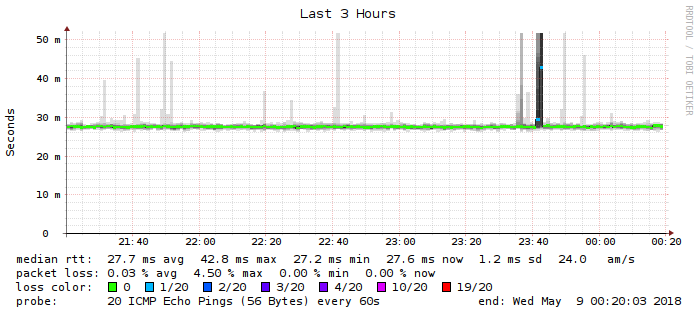 Last 3 Hours
RRDTOOL / TOBI OETIKER
Seconds
50 m
40 m
30 m
20 m
10 m
0
21:40 22:00 22:20 22:40 23:00 23:20 23:40 00:00 00:20
median rtt: 27.7 ms avg 42.8 ms max 27.2 ms min 27.6 ms now 1.2 ms sd 24.0 am/s
packet loss: 0.03 % avg 4.50 % max 0.00 % min 0.00 % now
loss color: 0 1/20 2/20 3/20 4/20 10/20 19/20
probe: 20 ICMP Echo Pings (56 Bytes) every 60s end: Wed May 9 00:20:03 2018